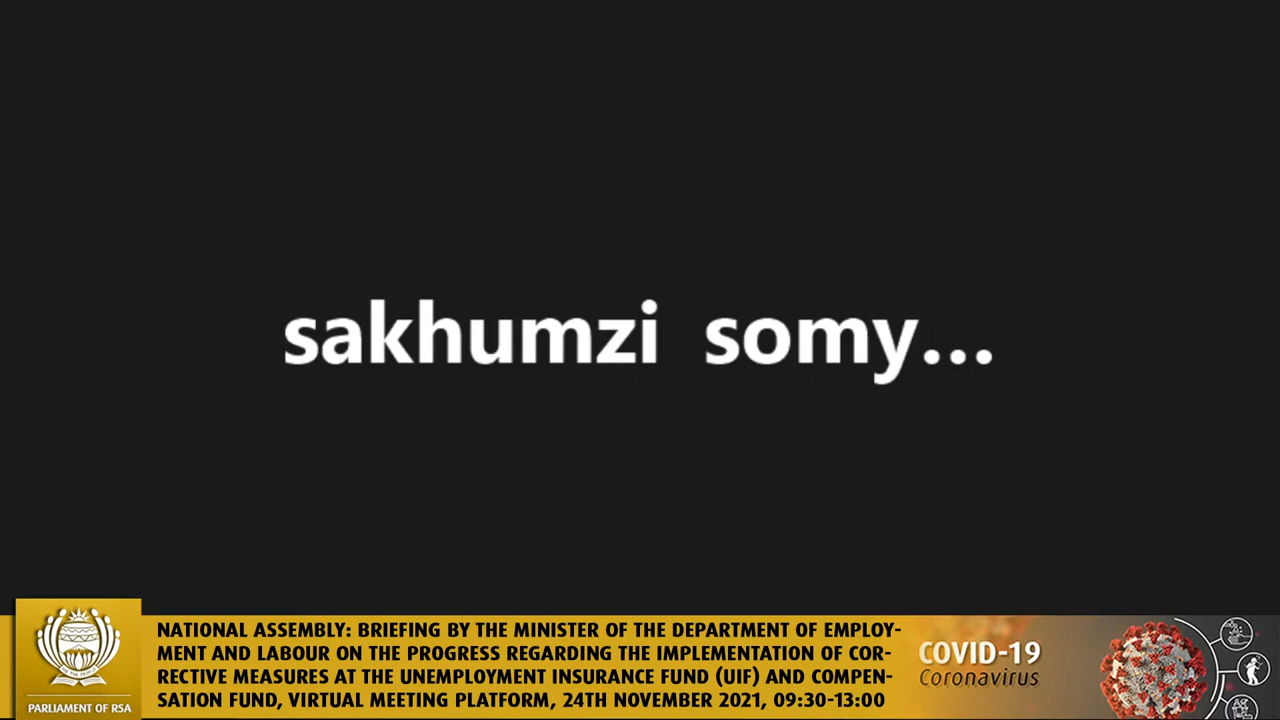 sakhumzi somy...
NATIONAL ASSEMBLY: BRIEFING BY THE MINISTER OF THE DEPARTMENT OF EMPLOY-
MENT AND LABOUR ON THE PROGRESS REGARDING THE IMPLEMENTATION OF COR-
RECTIVE MEASURES AT THE UNEMPLOYMENT INSURANCE FUND (UIF) AND COMPEN-
SATION FUND, VIRTUAL MEETING PLATFORM, 24TH NOVEMBER 2021, 09:30-13:00
PARLIAMENT OF RSA
COVID-19
Coronavirus